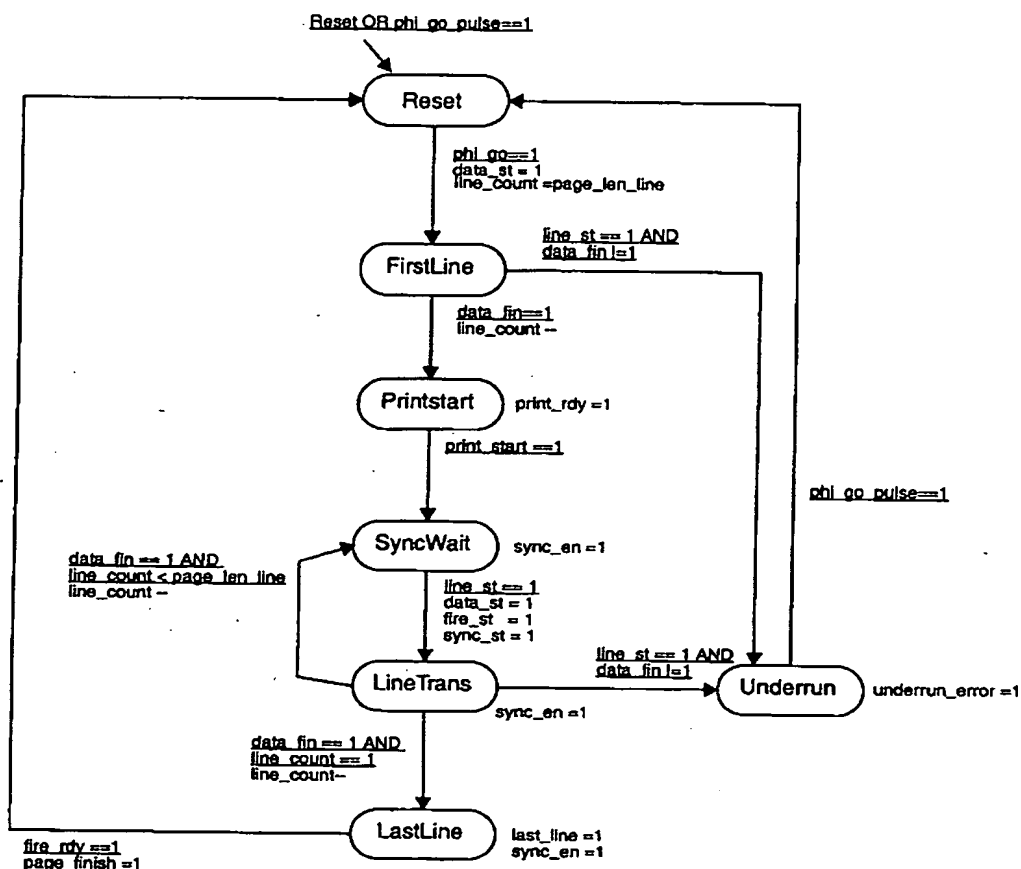 Reset OR phi_go_pulse==1
Reset
phi_go==1
data_st = 1
line_count =page_len_line
line_st == 1 AND
data_fin !=1
FirstLine
data_fin==1
line_count --
Printstart
print_rdy =1
print_start ==1
phi_go_pulse==1
SyncWait
sync_en =1
data_fin == 1 AND
line_count < page_len_line
line_count --
line_st == 1
data_st = 1
fire_st = 1
sync_st = 1
line_st == 1 AND
data_fin !=1
LineTrans
sync_en =1
Underrun
underrun_error =1
data_fin == 1 AND
line_count == 1
line_count--
LastLine
last_line =1
sync_en =1
fire_rdy ==1
page_finish =1